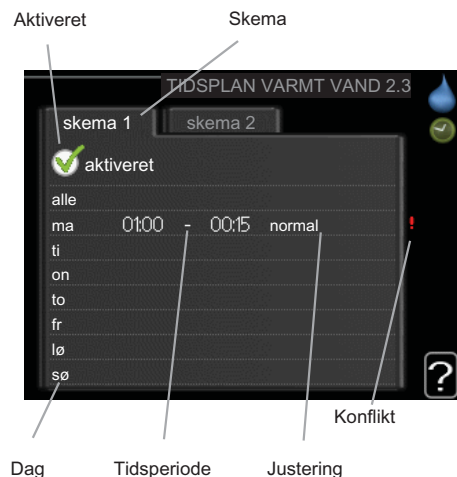 Aktiveret Skema
TIDSPLAN VARMT VAND 2.3
skema 1 skema 2
aktiveret
alle
ma 01:00 - 00:15 normal !
ti
on
to
fr
lø
sø
?
Konflikt
Dag Tidsperiode Justering